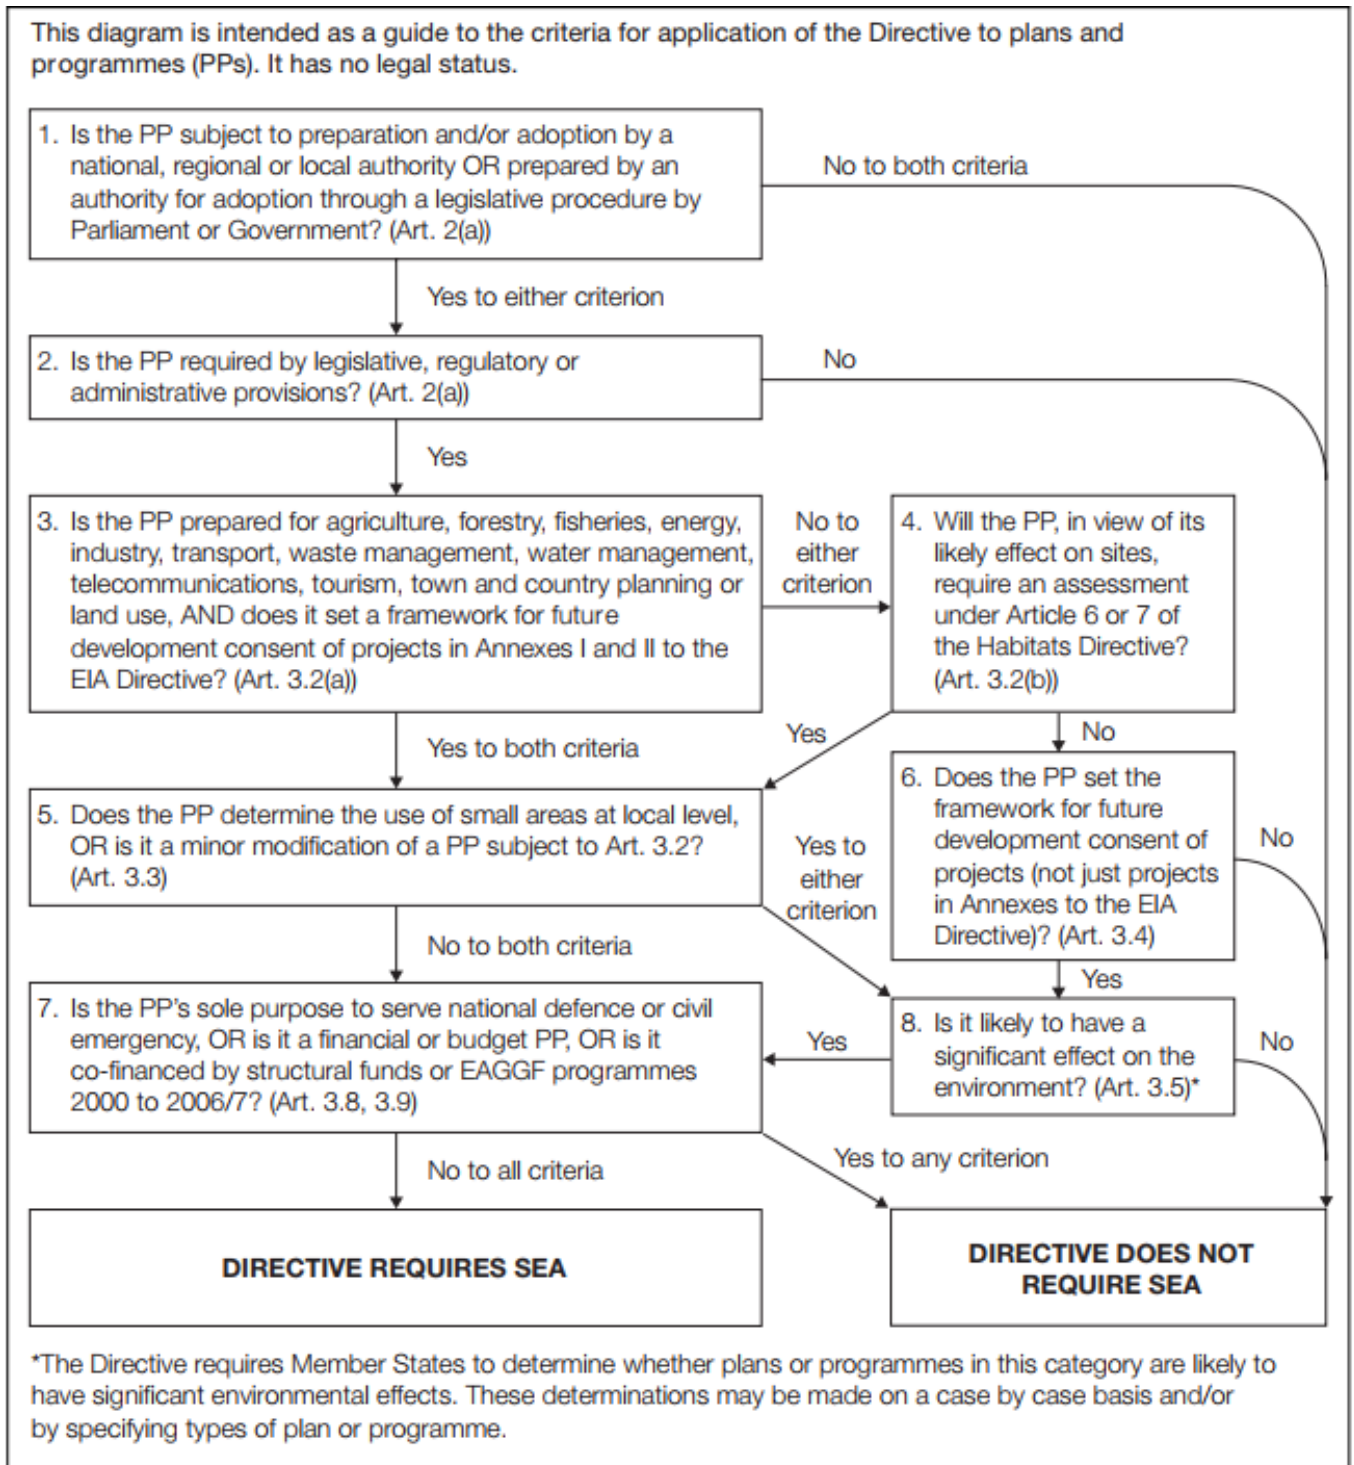 This diagram is intended as a guide to the criteria for application of the Directive to plans and
programmes (PPs). It has no legal status.
1. Is the PP subject to preparation and/or adoption by a
national, regional or local authority OR prepared by an
authority for adoption through a legislative procedure by
Parliament or Government? (Art. 2(a))
No to both criteria
Yes to either criterion
2. Is the PP required by legislative, regulatory or
administrative provisions? (Art. 2(a))
No
Yes
3. Is the PP prepared for agriculture, forestry, fisheries, energy,
industry, transport, waste management, water management,
telecommunications, tourism, town and country planning or
land use, AND does it set a framework for future
development consent of projects in Annexes I and II to the
EIA Directive? (Art. 3.2(a))
No to
either
criterion
4. Will the PP, in view of its
likely effect on sites,
require an assessment
under Article 6 or 7 of
the Habitats Directive?
(Art. 3.2(b))
Yes to both criteria
Yes
No
5. Does the PP determine the use of small areas at local level,
OR is it a minor modification of a PP subject to Art. 3.2?
(Art. 3.3)
Yes to
either
criterion
6. Does the PP set the
framework for future
development consent of
projects (not just projects
in Annexes to the EIA
Directive)? (Art. 3.4)
No
No to both criteria
Yes
7. Is the PP's sole purpose to serve national defence or civil
emergency, OR is it a financial or budget PP, OR is it
co-financed by structural funds or EAGGF programmes
2000 to 2006/7? (Art. 3.8, 3.9)
Yes
8. Is it likely to have a
significant effect on the
environment? (Art. 3.5)*
No
No to all criteria
Yes to any criterion
DIRECTIVE REQUIRES SEA
DIRECTIVE DOES NOT
REQUIRE SEA
*The Directive requires Member States to determine whether plans or programmes in this category are likely to
have significant environmental effects. These determinations may be made on a case by case basis and/or
by specifying types of plan or programme.